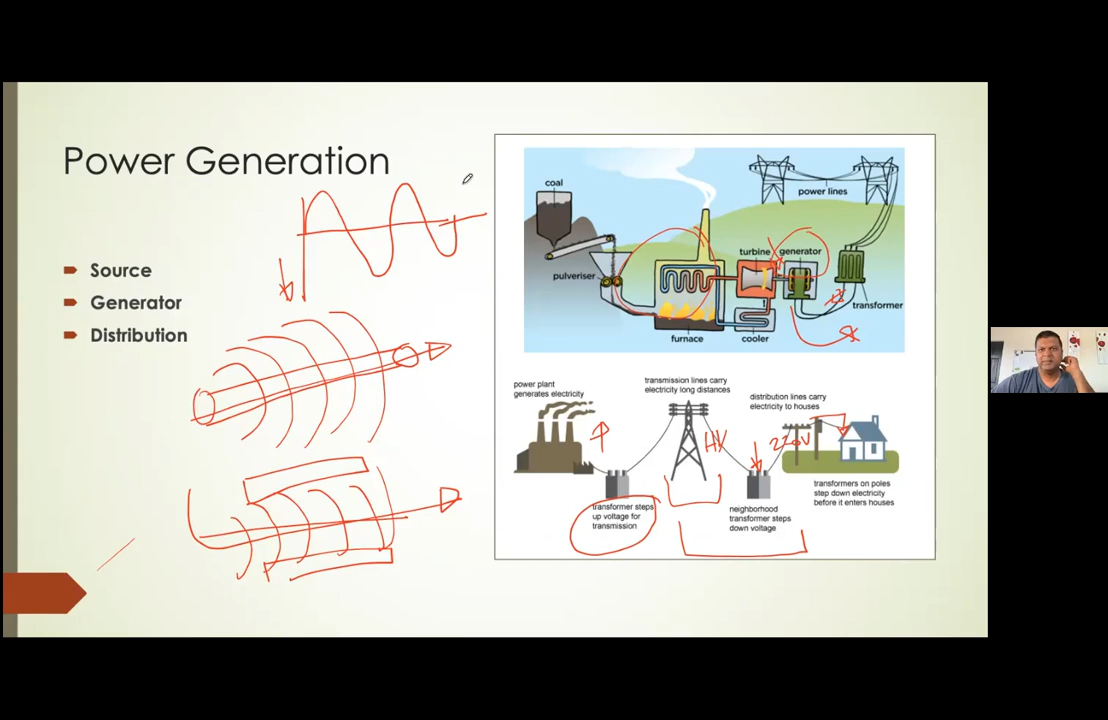 Power Generation
Source
Generator
Distribution
coal
power lines
turbine
generator
pulveriser
transformer
furnace
cooler
power plant
generates electricity
transmission lines carry
electricity long distances
distribution lines carry
electricity to houses
HV
220V
transformer steps
up voltage for
transmission
neighborhood
transformer steps
down voltage
transformers on poles
step down electricity
before it enters houses